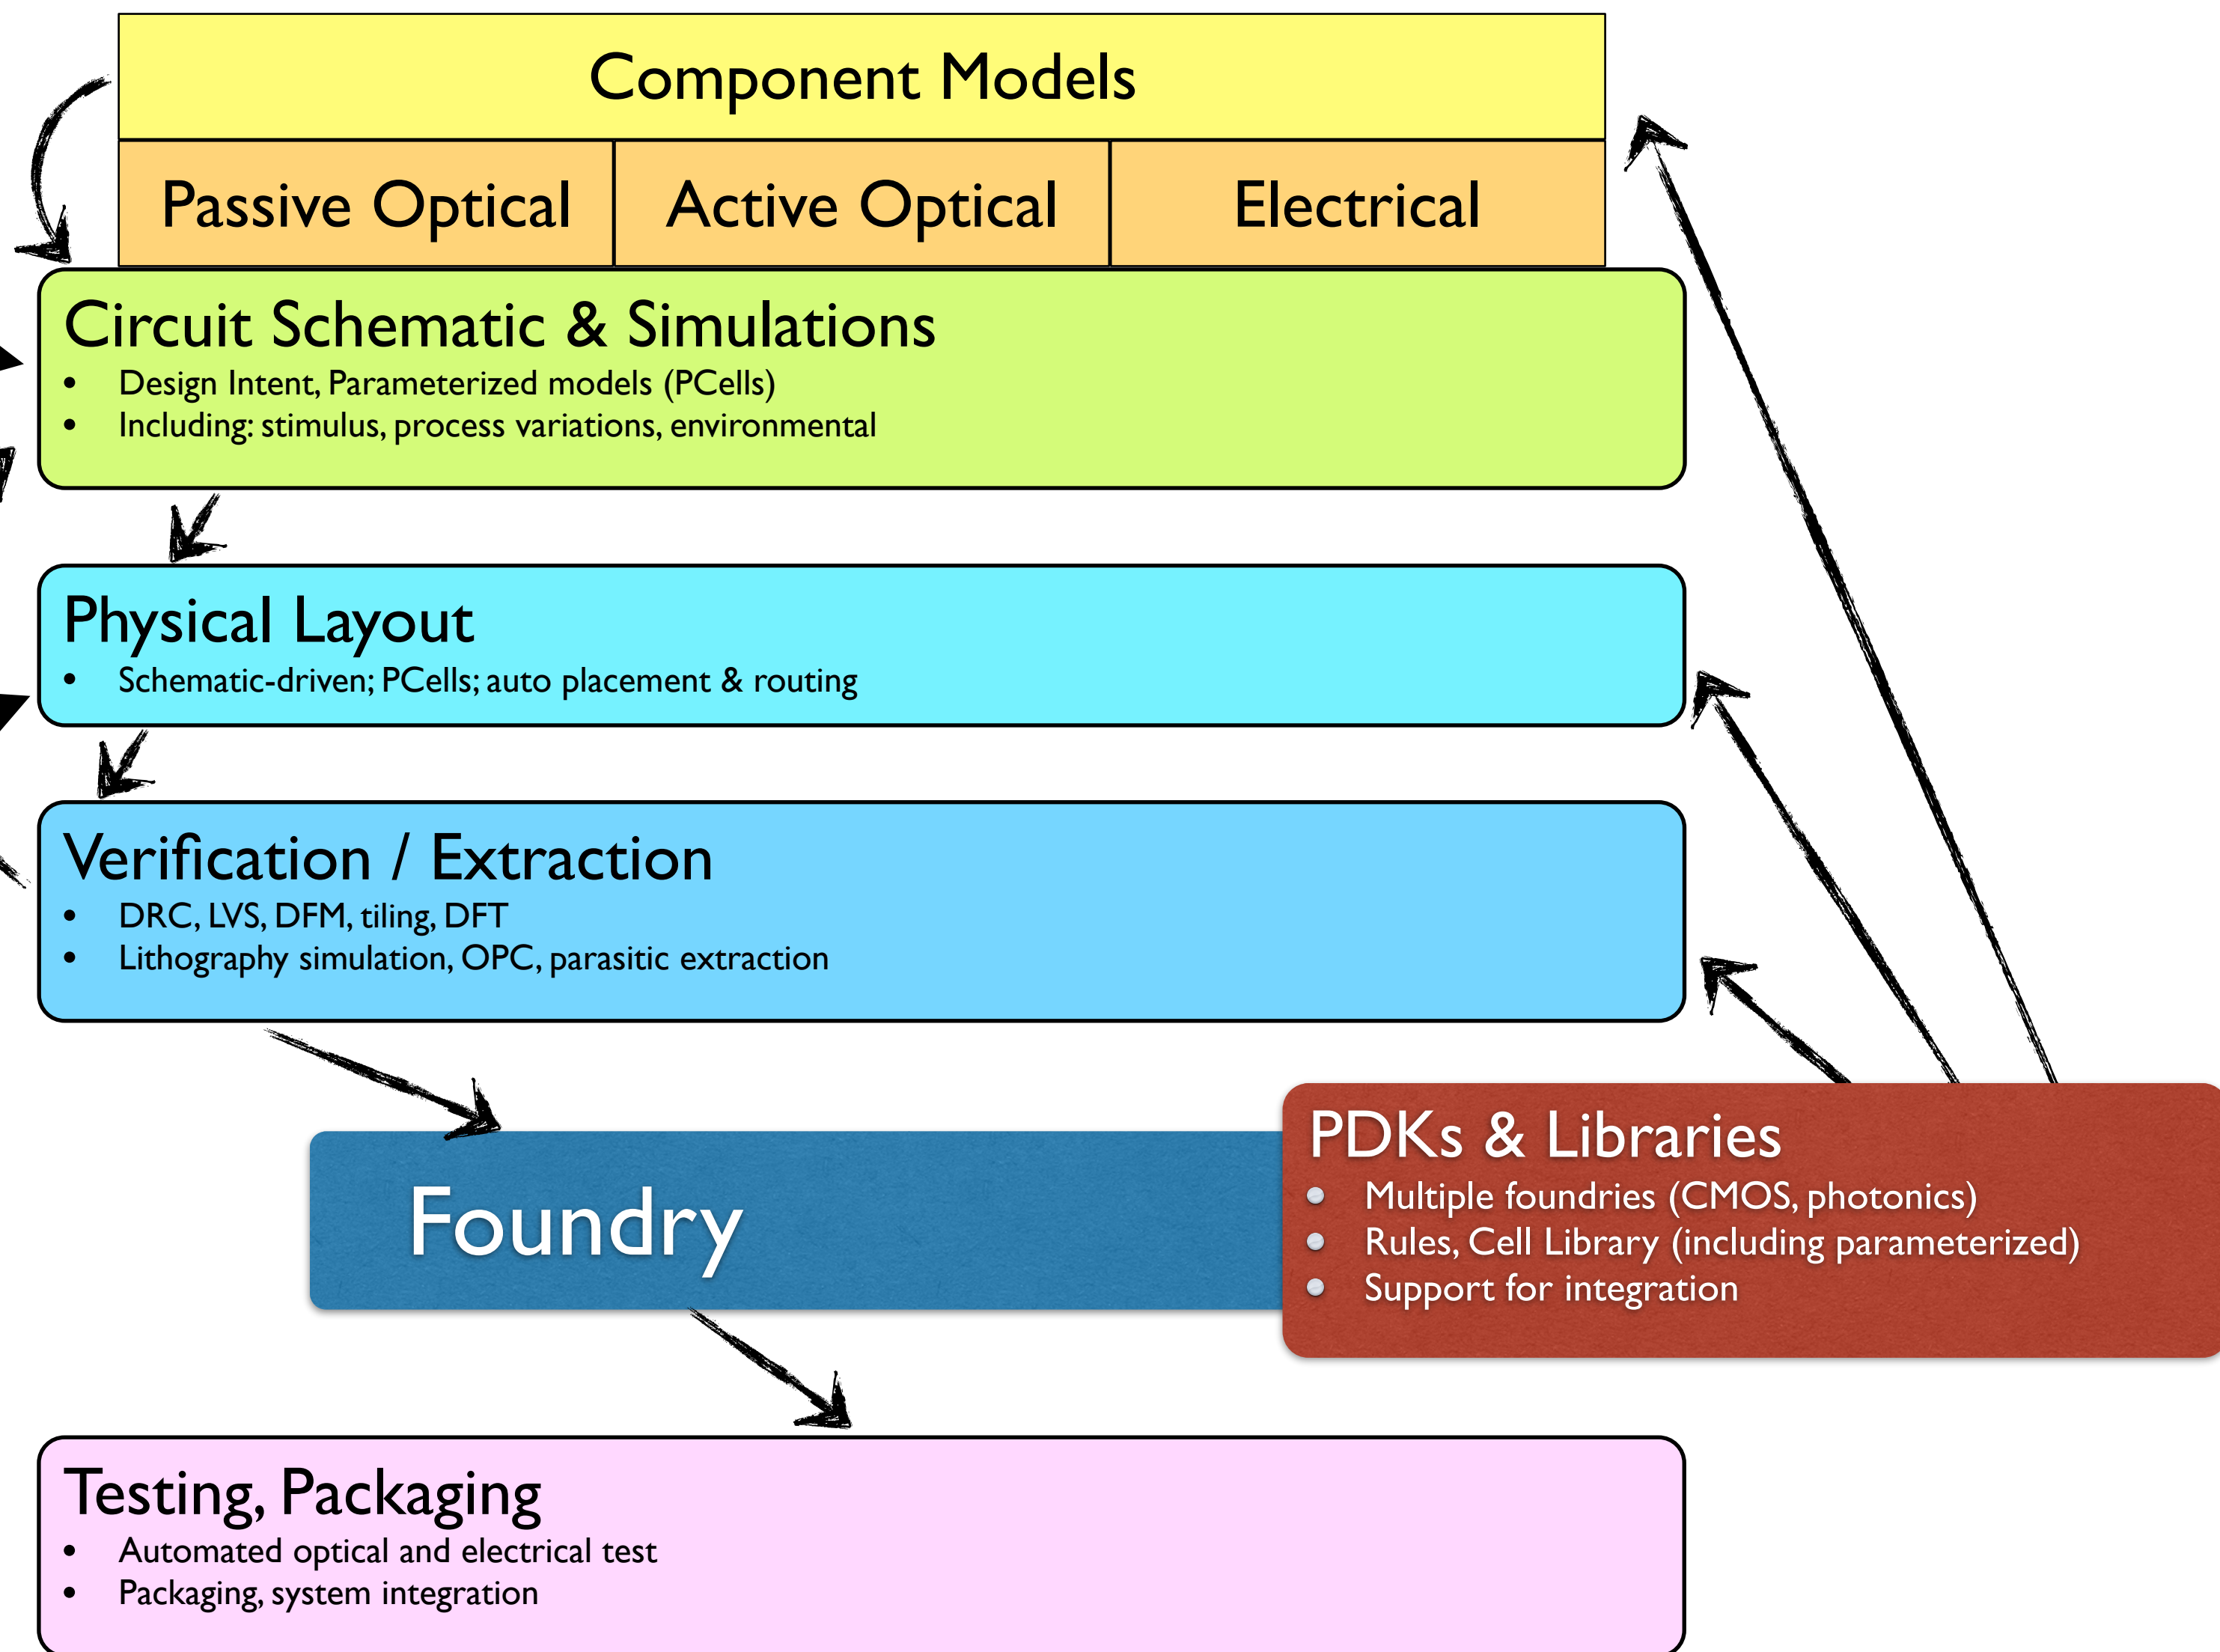 Component Models
Passive Optical
Active Optical
Electrical
Circuit Schematic & Simulations
• Design Intent, Parameterized models (PCells)
• Including: stimulus, process variations, environmental
Physical Layout
• Schematic-driven; PCells; auto placement & routing
Verification / Extraction
• DRC, LVS, DFM, tiling, DFT
• Lithography simulation, OPC, parasitic extraction
Foundry
PDKs & Libraries
• Multiple foundries (CMOS, photonics)
• Rules, Cell Library (including parameterized)
• Support for integration
Testing, Packaging
• Automated optical and electrical test
• Packaging, system integration